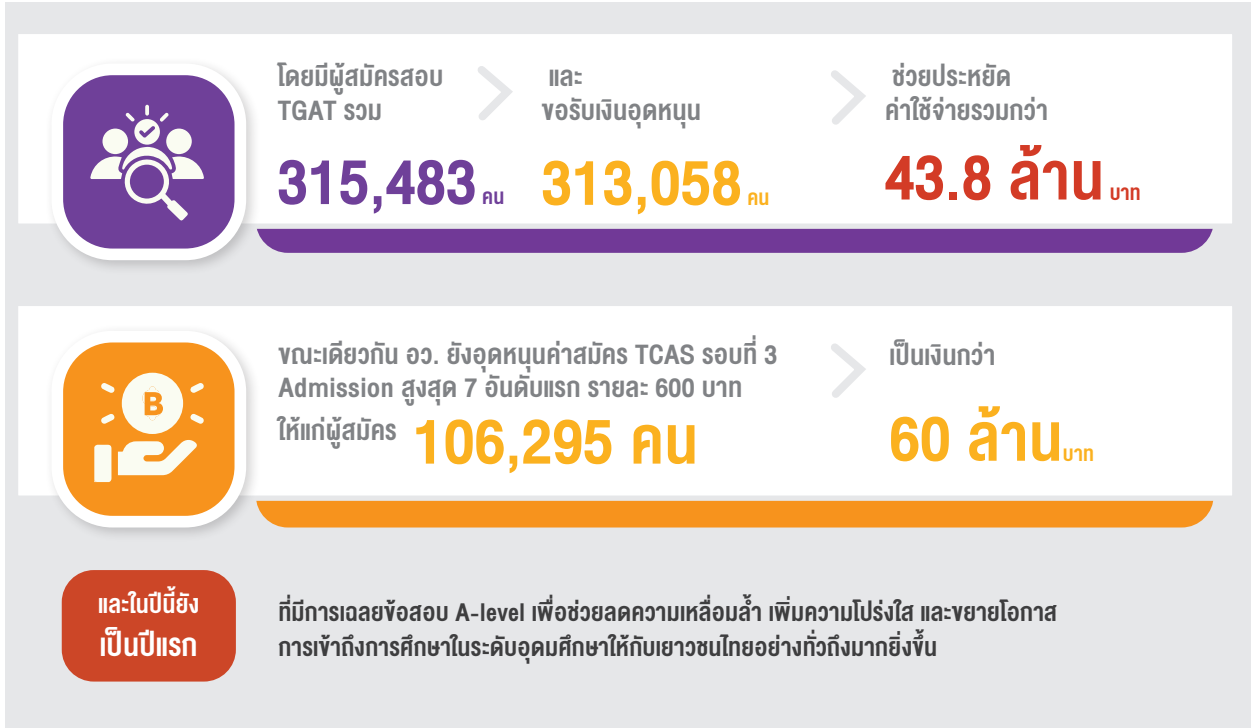 โดยมีผู้สมัครสอบ
TGAT รวม
315,483 คน
และ
ขอรับเงินอุดหนุน
313,058 คน
ช่วยประหยัด
ค่าใช้จ่ายรวมกว่า
43.8 ล้าน บาท
ขณะเดียวกัน อว. ยังอุดหนุนค่าสมัคร TCAS รอบที่ 3
Admission สูงสุด 7 อันดับแรก รายละ 600 บาท
ให้แก่ผู้สมัคร 106,295 คน
เป็นเงินกว่า
60 ล้าน บาท
B
และในปีนี้ยัง
เป็นปีแรก
ที่มีการเฉลยข้อสอบ A-level เพื่อช่วยลดความเหลื่อมล้ำ เพิ่มความโปร่งใส และขยายโอกาส
การเข้าถึงการศึกษาในระดับอุดมศึกษาให้กับเยาวชนไทยอย่างทั่วถึงมากยิ่งขึ้น